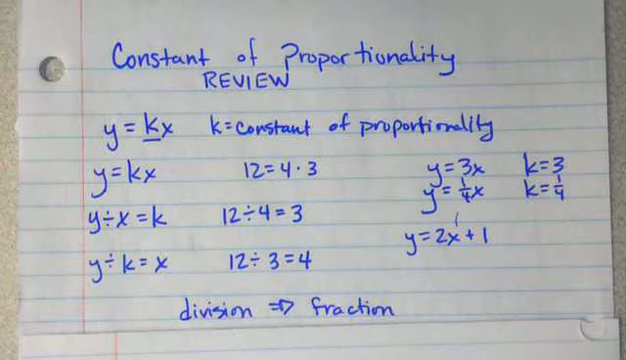 Constant of Proportionality
REVIEW
y = kx k = constant of proportionality
y = kx 12 = 4 · 3 y = 3x k = 3
y = 1/4 x k = 1/4
y ÷ x = k 12 ÷ 4 = 3
y = 2x + 1
y ÷ k = x 12 ÷ 3 = 4
division ⇒ fraction